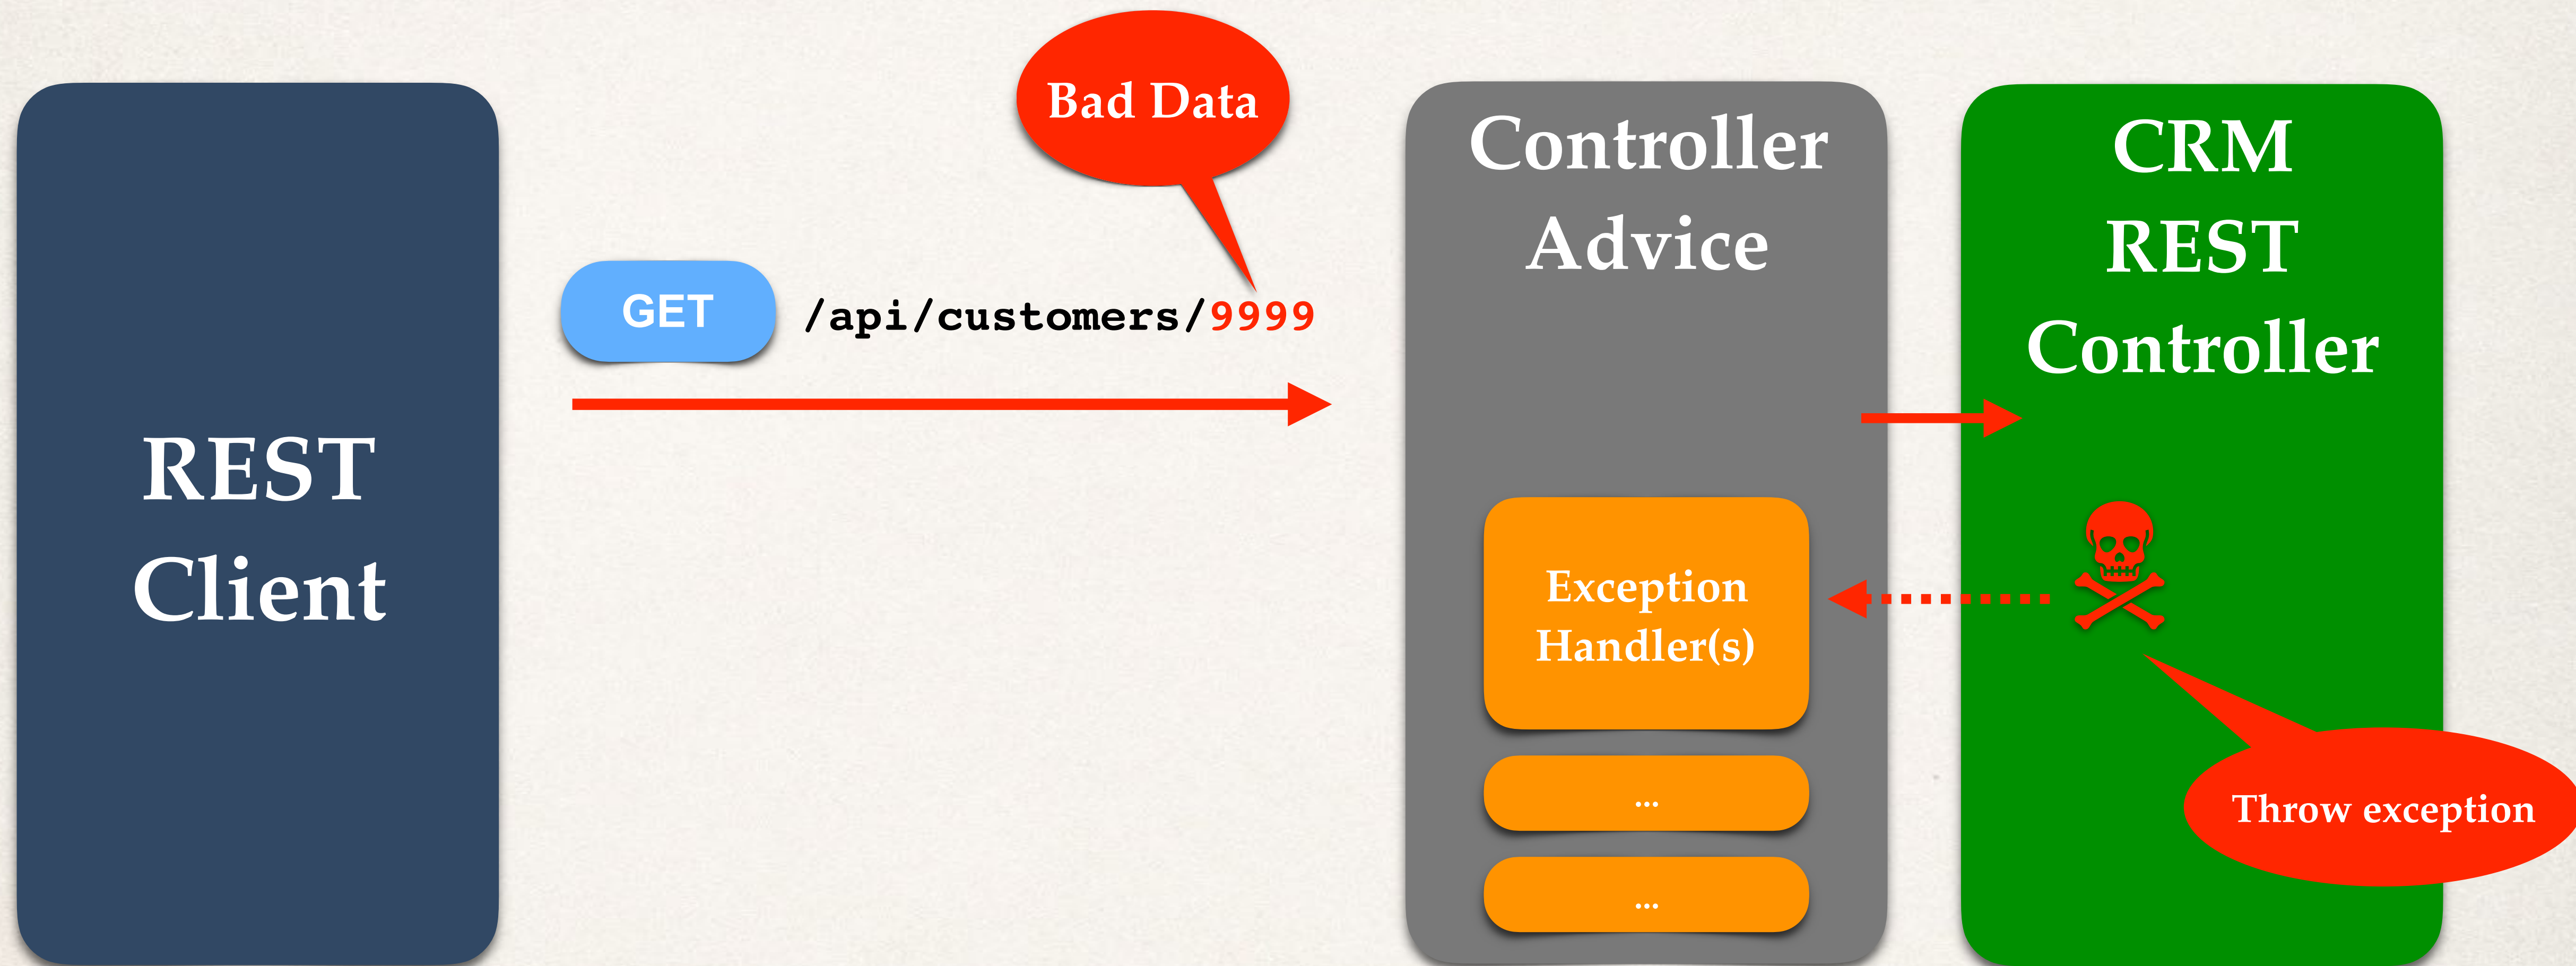 REST
Client
Bad Data
GET
/api/customers/9999
Controller
Advice
Exception
Handler(s)
...
...
CRM
REST
Controller
Throw exception